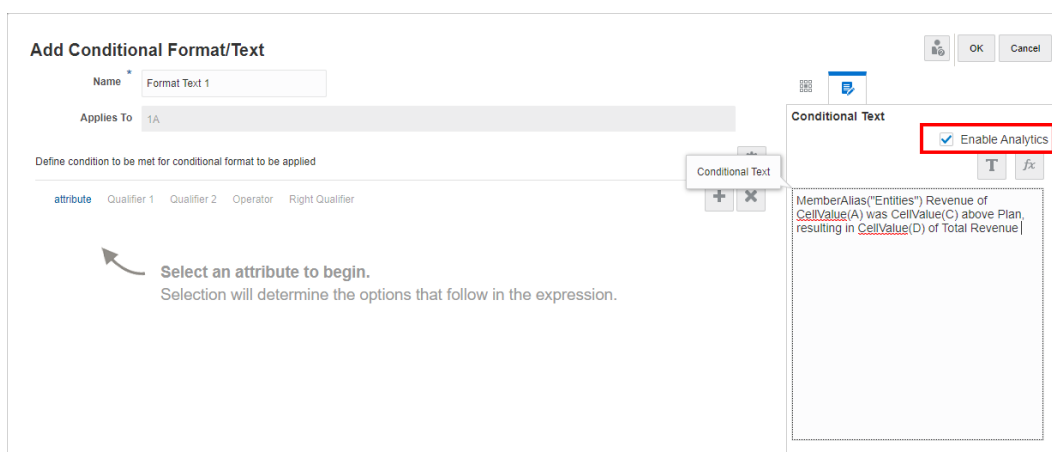 Add Conditional Format/Text
OK
Cancel
Name * Format Text 1
Applies To 1A
Conditional Text
Enable Analytics
Define condition to be met for conditional format to be applied
T fx
Conditional Text
attribute Qualifier 1 Qualifier 2 Operator Right Qualifier
MemberAlias("Entities") Revenue of
CellValue(A) was CellValue(C) above Plan,
resulting in CellValue(D) of Total Revenue
Select an attribute to begin.
Selection will determine the options that follow in the expression.